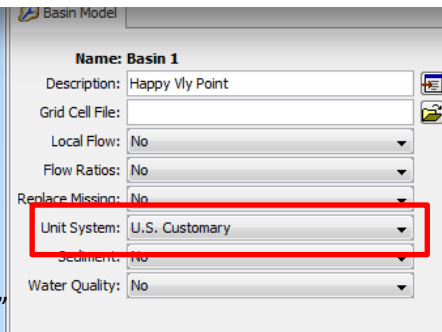 Basin Model
Name: Basin 1
Description: Happy Vly Point
Grid Cell File:
Local Flow: No
Flow Ratios: No
Replace Missing: No
Unit System: U.S. Customary
Sediment: No
Water Quality: No
”